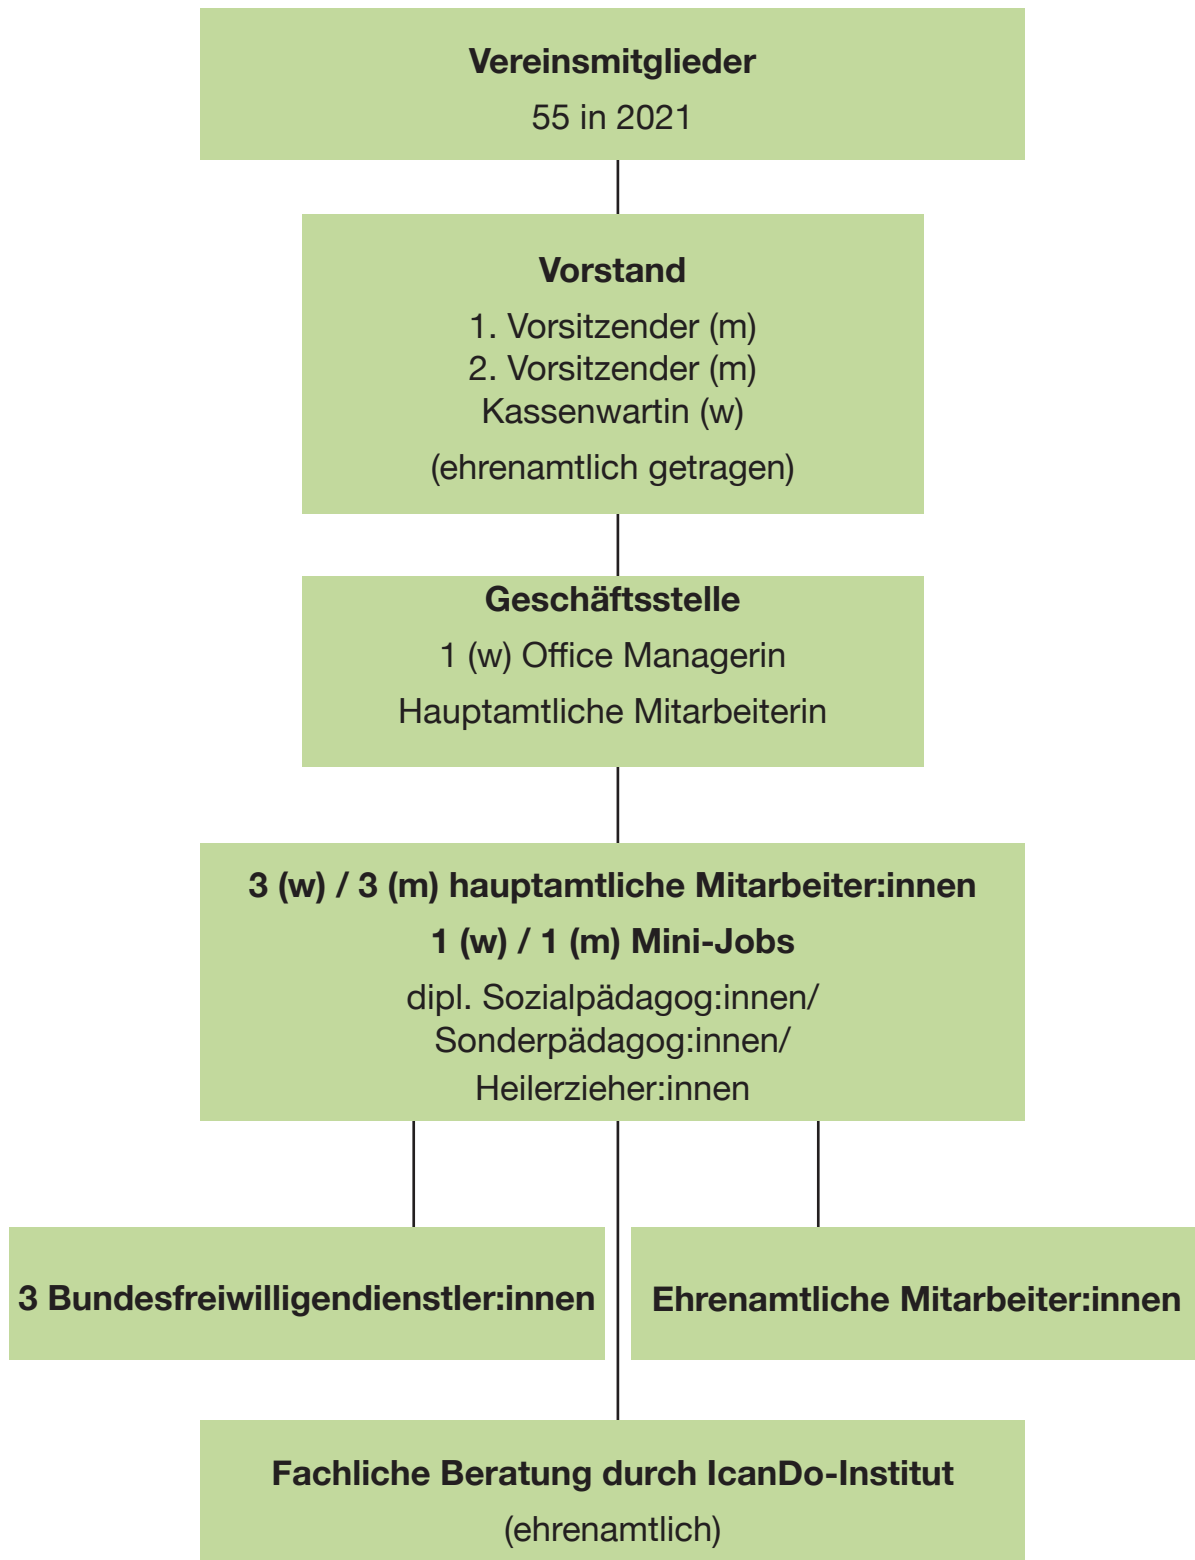 Vereinsmitglieder
55 in 2021
Vorstand
1. Vorsitzender (m)
2. Vorsitzender (m)
Kassenwartin (w)
(ehrenamtlich getragen)
Geschäftsstelle
1 (w) Office Managerin
Hauptamtliche Mitarbeiterin
3 (w) / 3 (m) hauptamtliche Mitarbeiter:innen
1 (w) / 1 (m) Mini-Jobs
dipl. Sozialpädagog:innen/
Sonderpädagog:innen/
Heilerzieher:innen
3 Bundesfreiwilligendienstler:innen
Ehrenamtliche Mitarbeiter:innen
Fachliche Beratung durch IcanDo-Institut
(ehrenamtlich)